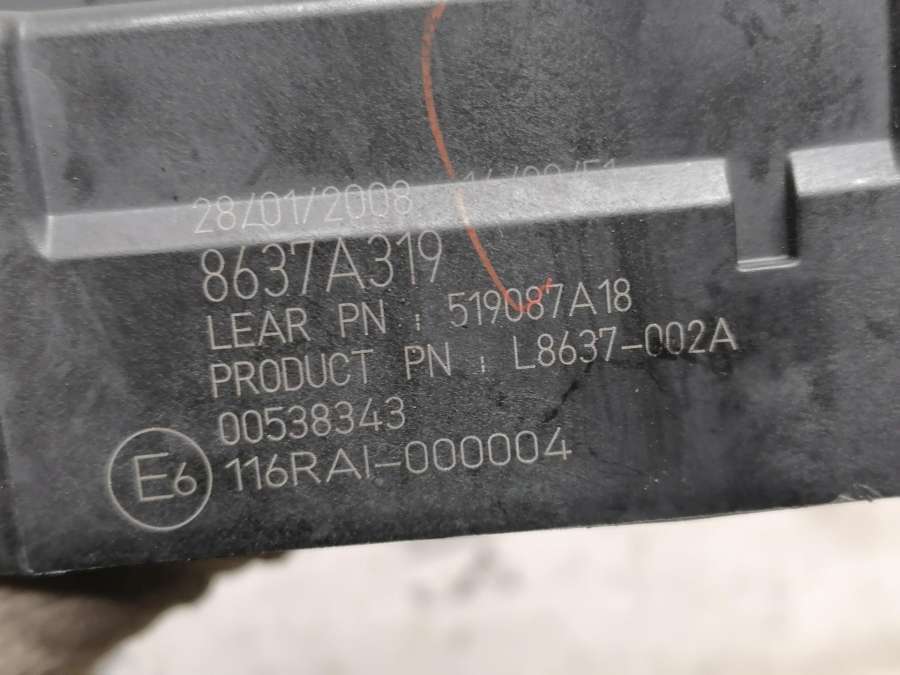 28/01/2008
8637A319
LEAR PN : 519087A18
PRODUCT PN : L8637-002A
00538343
E6 116RAI-000004